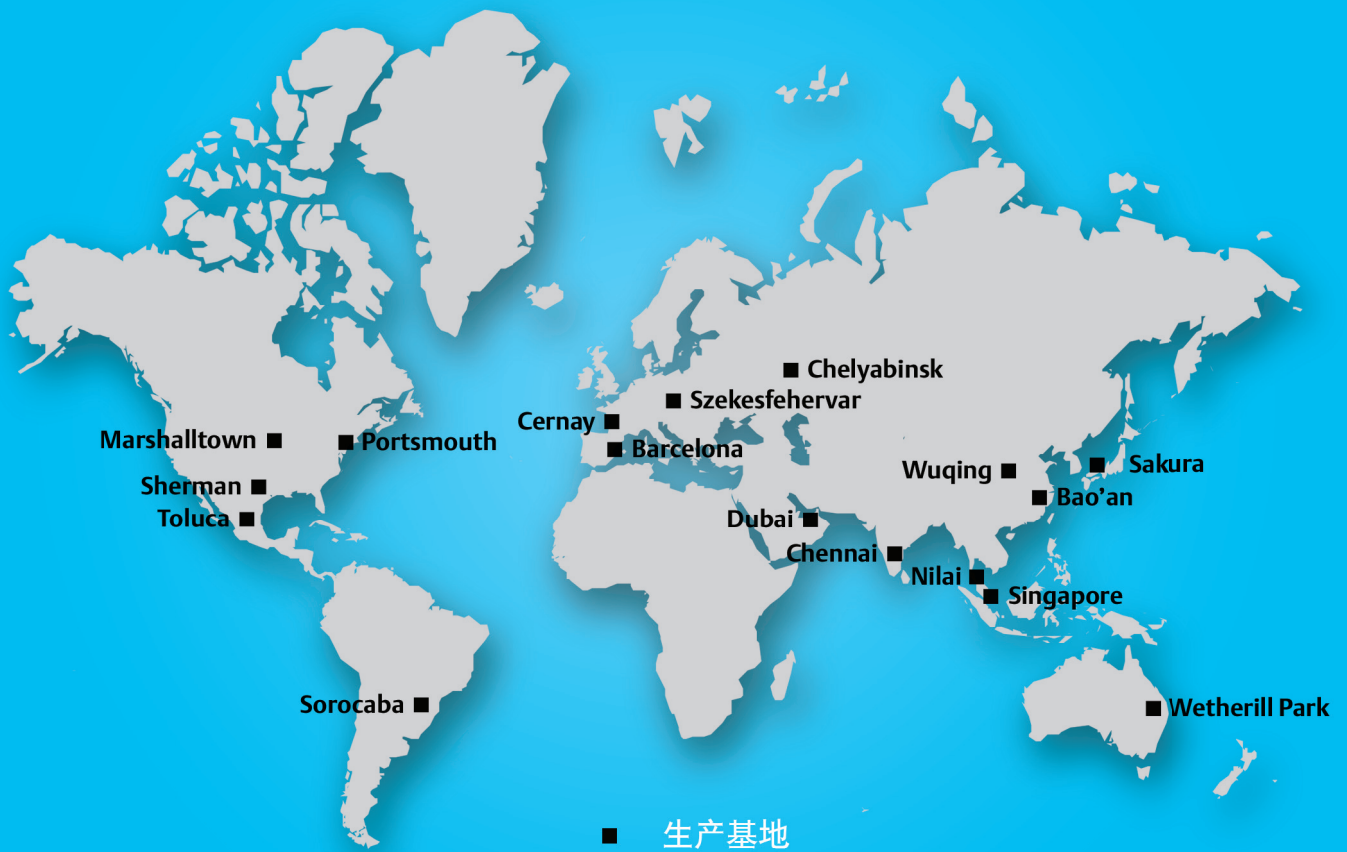 Chelyabinsk
Szekesfehervar
Cernay
Marshalltown
Portsmouth
Barcelona
Wuqing
Sakura
Sherman
Bao’an
Toluca
Dubai
Chennai
Nilai
Singapore
Sorocaba
Wetherill Park
生产基地